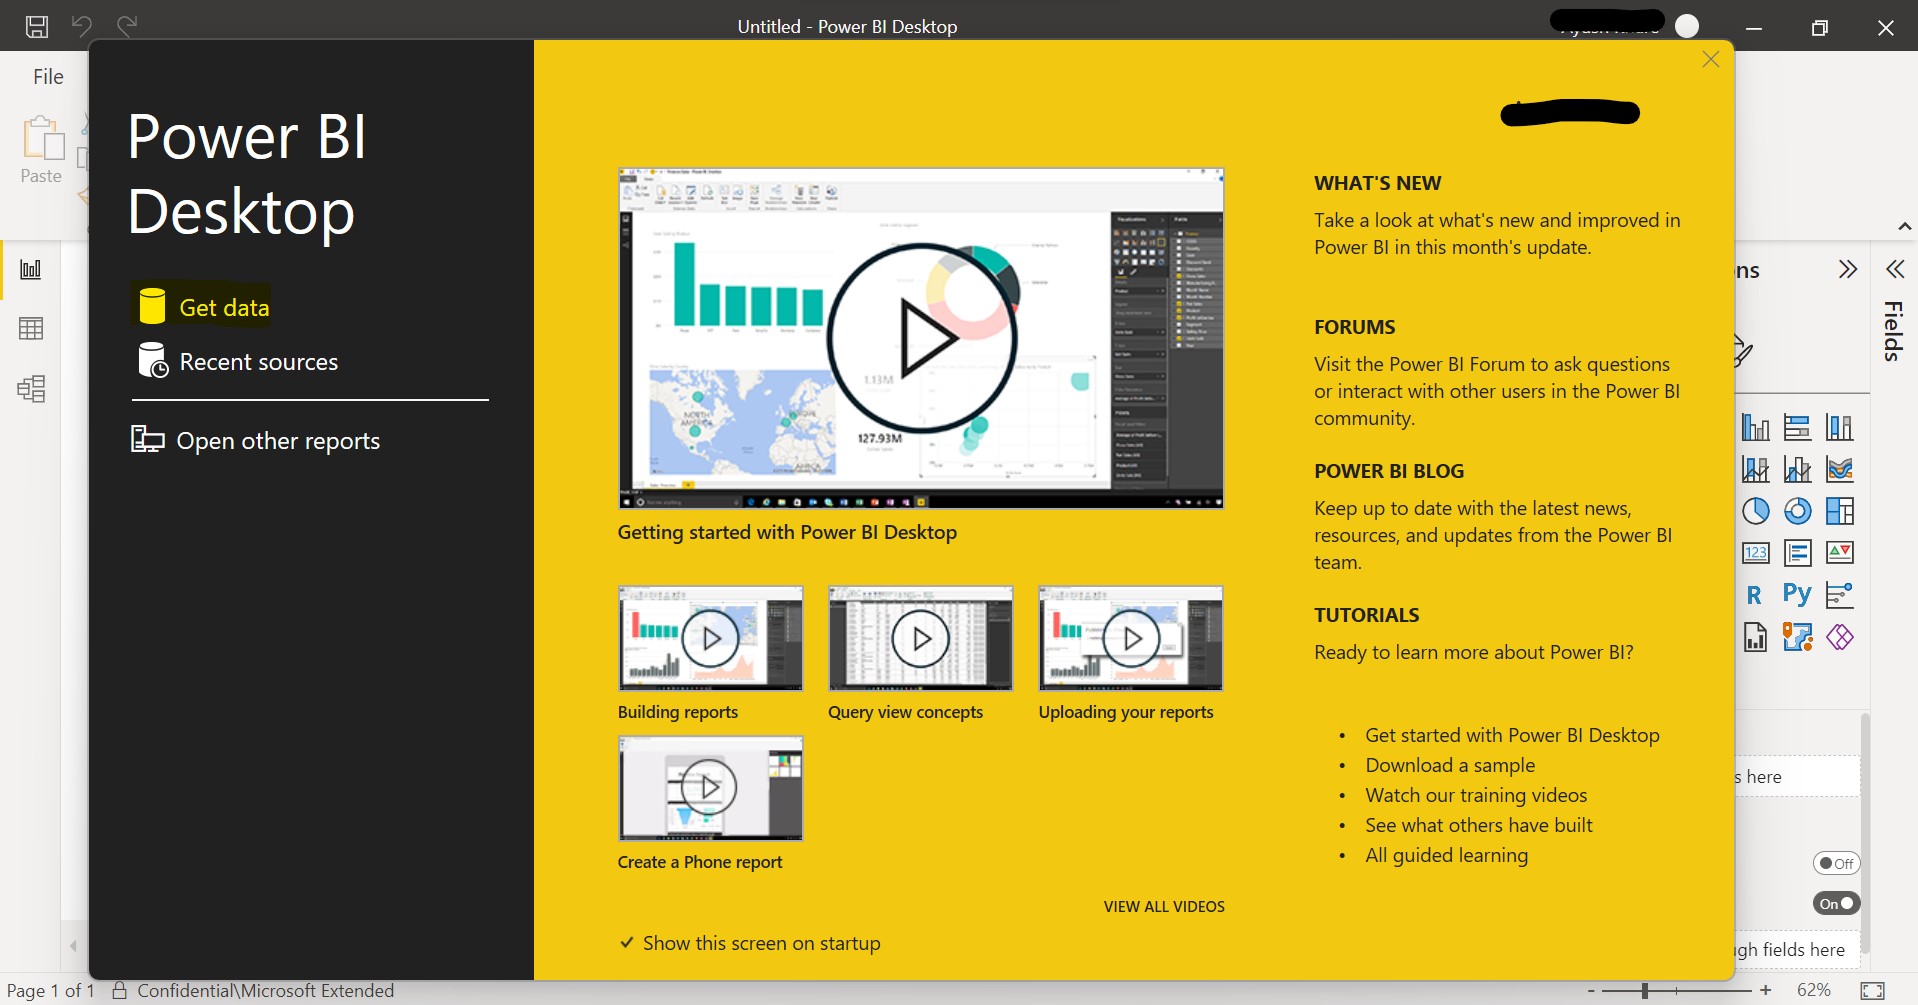 Untitled - Power BI Desktop
File
Paste
Power BI
Desktop
Get data
Recent sources
Open other reports
127.93M
1.13M
Getting started with Power BI Desktop
Building reports
Query view concepts
Uploading your reports
Create a Phone report
VIEW ALL VIDEOS
Show this screen on startup
WHAT'S NEW
Take a look at what's new and improved in
Power BI in this month's update.
FORUMS
Visit the Power BI Forum to ask questions
or interact with other users in the Power BI
community.
POWER BI BLOG
Keep up to date with the latest news,
resources, and updates from the Power BI
team.
TUTORIALS
Ready to learn more about Power BI?
• Get started with Power BI Desktop
• Download a sample
• Watch our training videos
• See what others have built
• All guided learning
ns
Fields
123
R
Py
s here
Off
On
gh fields here
Page 1 of 1
Confidential\Microsoft Extended
- + 62%